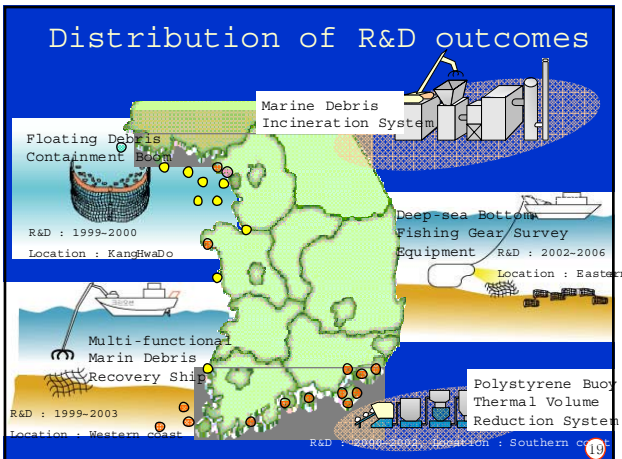 Distribution of R&D outcomes
Marine Debris
Incineration System
Floating Debris
Containment Boom
R&D : 1999~2000
Location : KangHwaDo
Deep-sea Bottom
Fishing Gear Survey
Equipment
R&D : 2002~2006
Location : Eastern
Multi-functional
Marin Debris
Recovery Ship
R&D : 1999~2003
Location : Western coast
Polystyrene Buoy
Thermal Volume
Reduction System
R&D : 2000~2002 Location : Southern coast
19